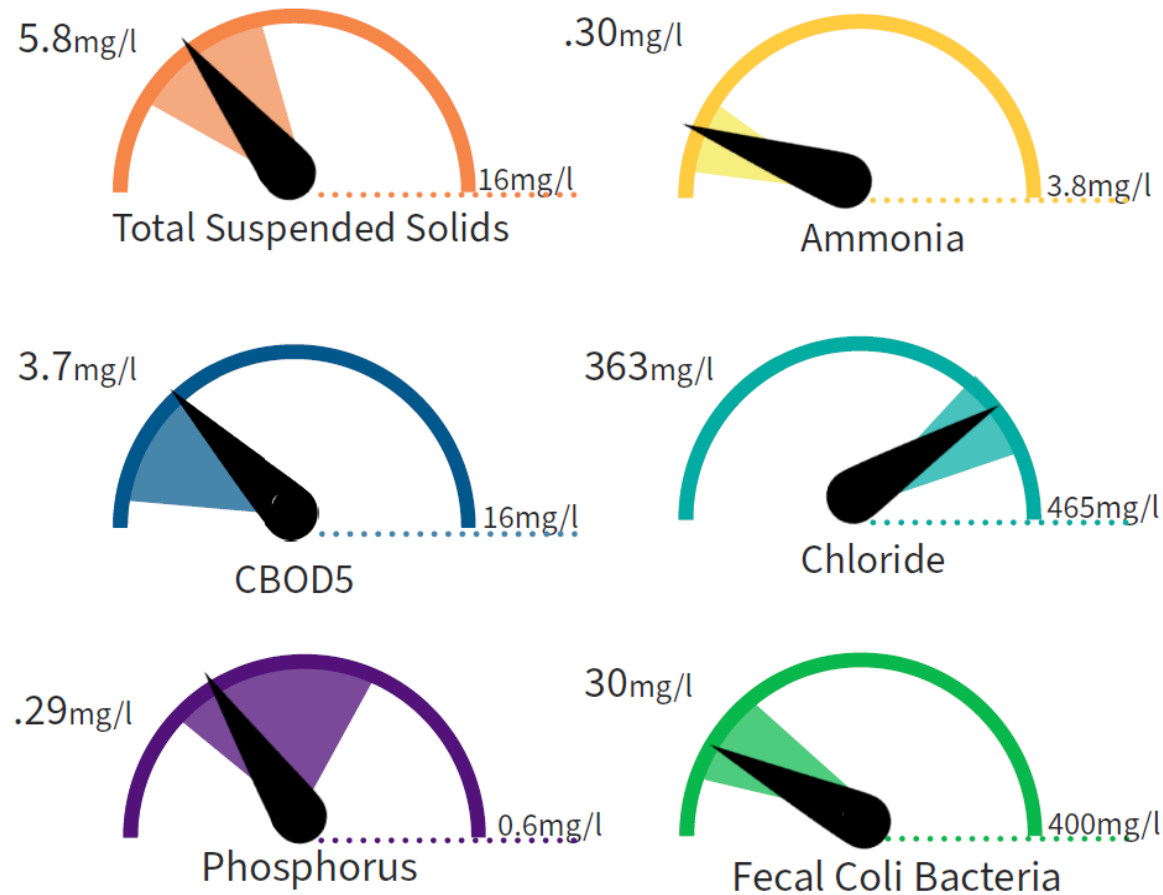 5.8mg/l
16mg/l
Total Suspended Solids
.30mg/l
3.8mg/l
Ammonia
3.7mg/l
16mg/l
CBOD5
363mg/l
465mg/l
Chloride
.29mg/l
0.6mg/l
Phosphorus
30mg/l
400mg/l
Fecal Coli Bacteria